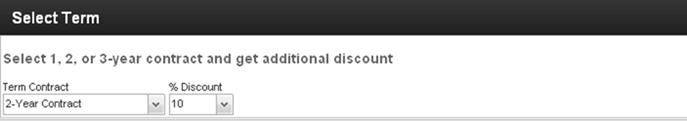 Select Term
Select 1, 2, or 3-year contract and get additional discount
Term Contract % Discount
2-Year Contract 10